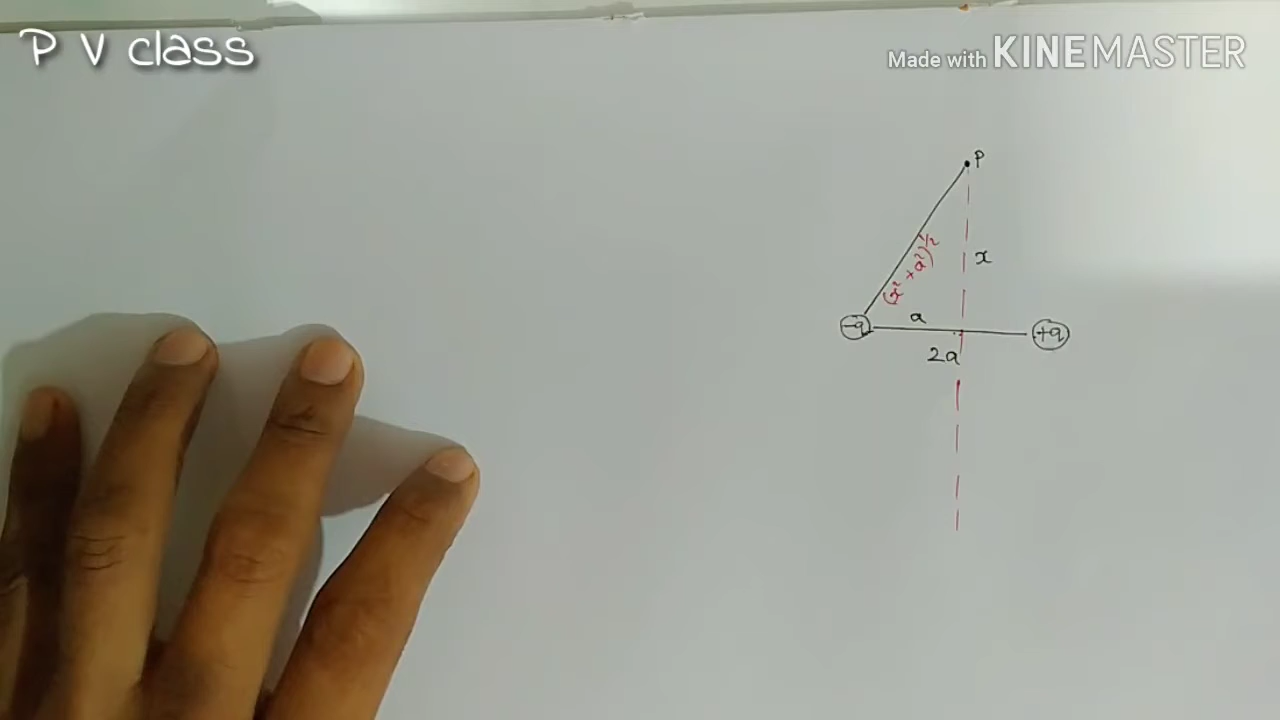 P V class
Made with KINEMASTER
P
x
(x² + a²)^1/2
a
-q
+q
2a